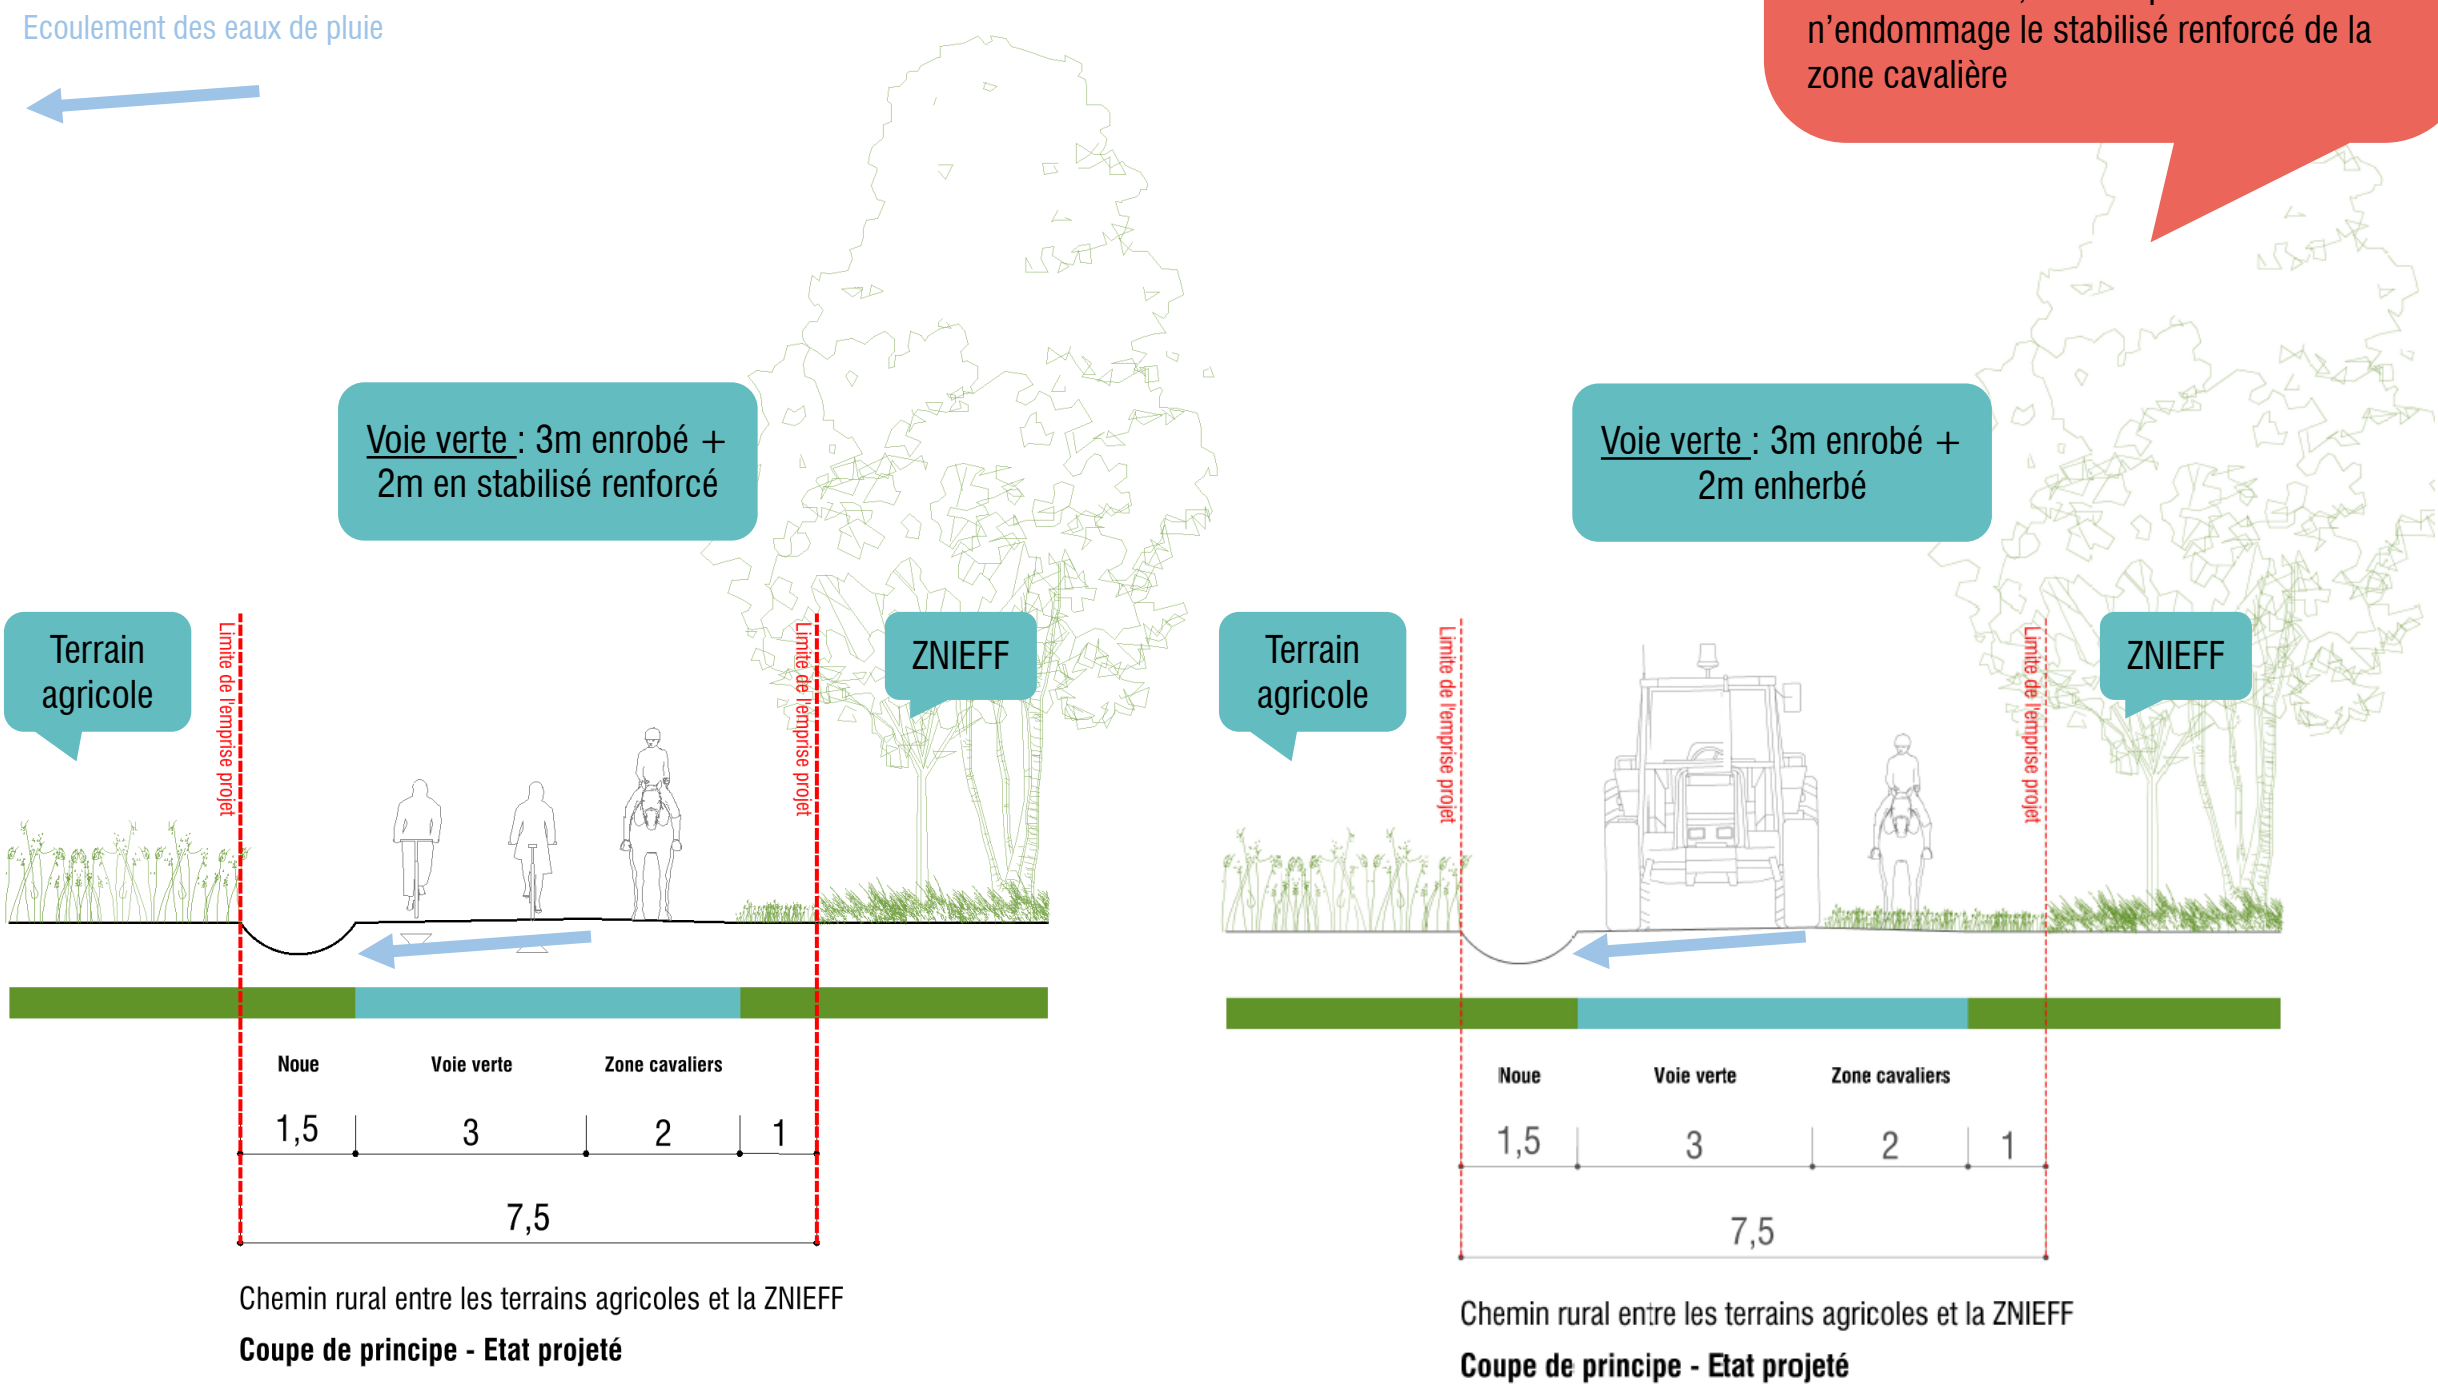 Ecoulement des eaux de pluie
n’endommage le stabilisé renforcé de la
zone cavalière
Voie verte : 3m enrobé +
2m en stabilisé renforcé
Terrain
agricole
Limite de l'emprise projet
Limite de l'emprise projet
ZNIEFF
Noue
Voie verte
Zone cavaliers
1,5
3
2
1
7,5
Chemin rural entre les terrains agricoles et la ZNIEFF
Coupe de principe - Etat projeté
Voie verte : 3m enrobé +
2m enherbé
Terrain
agricole
Limite de l'emprise projet
Limite de l'emprise projet
ZNIEFF
Noue
Voie verte
Zone cavaliers
1,5
3
2
1
7,5
Chemin rural entre les terrains agricoles et la ZNIEFF
Coupe de principe - Etat projeté